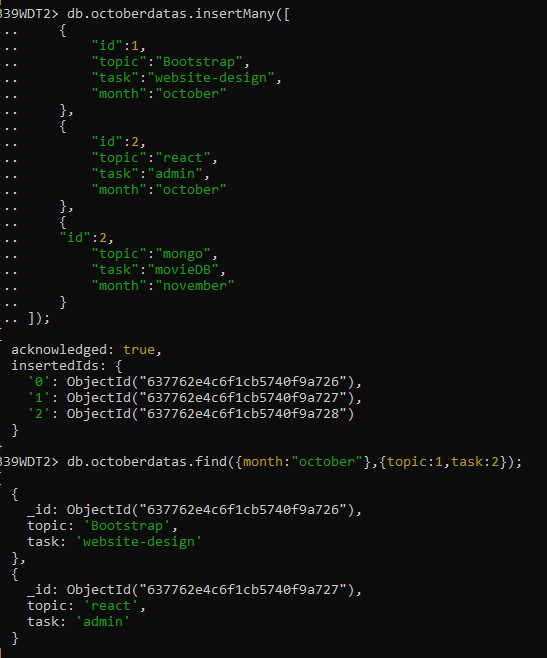 B39WDT2> db.octoberdatas.insertMany([
...     {
...         "id":1,
...         "topic":"Bootstrap",
...         "task":"website-design",
...         "month":"october"
...     },
...     {
...         "id":2,
...         "topic":"react",
...         "task":"admin",
...         "month":"october"
...     },
...     {
...     "id":2,
...         "topic":"mongo",
...         "task":"movieDB",
...         "month":"november"
...     }
... ]);
{
  acknowledged: true,
  insertedIds: {
    '0': ObjectId("637762e4c6f1cb5740f9a726"),
    '1': ObjectId("637762e4c6f1cb5740f9a727"),
    '2': ObjectId("637762e4c6f1cb5740f9a728")
  }
}
B39WDT2> db.octoberdatas.find({month:"october"},{topic:1,task:2});
[
  {
    _id: ObjectId("637762e4c6f1cb5740f9a726"),
    topic: 'Bootstrap',
    task: 'website-design'
  },
  {
    _id: ObjectId("637762e4c6f1cb5740f9a727"),
    topic: 'react',
    task: 'admin'
  }
]